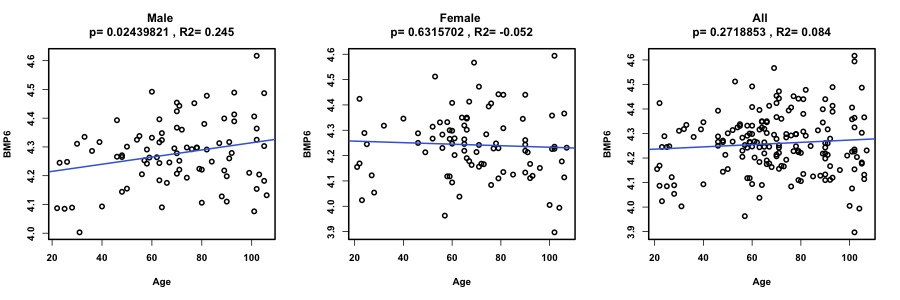 Male
p= 0.02439821 , R2= 0.245
BMP6
4.6
4.5
4.4
4.3
4.2
4.1
4.0
20 40 60 80 100
Age
Female
p= 0.6315702 , R2= -0.052
BMP6
4.6
4.5
4.4
4.3
4.2
4.1
4.0
3.9
20 40 60 80 100
Age
All
p= 0.2718853 , R2= 0.084
BMP6
4.6
4.5
4.4
4.3
4.2
4.1
4.0
3.9
20 40 60 80 100
Age